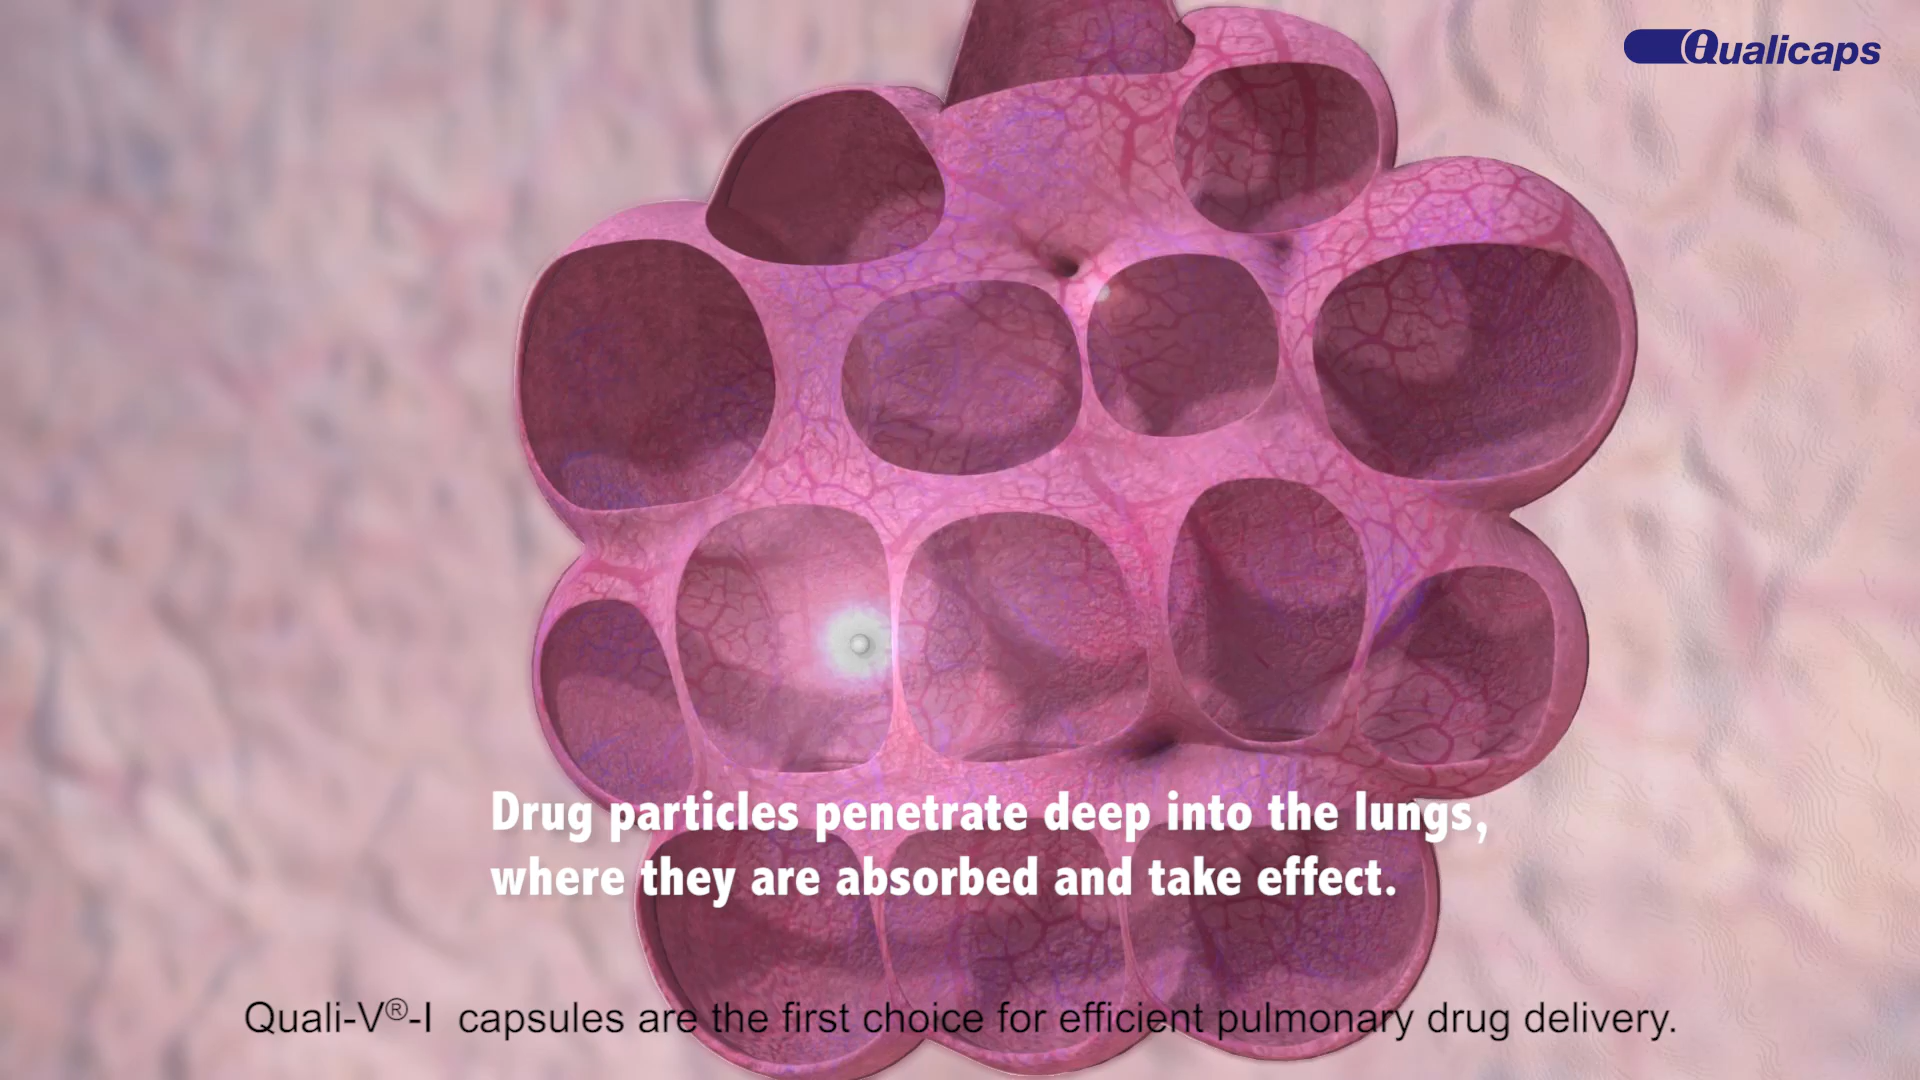 Qualicaps
Drug particles penetrate deep into the lungs,
where they are absorbed and take effect.
Quali-V®-I capsules are the first choice for efficient pulmonary drug delivery.